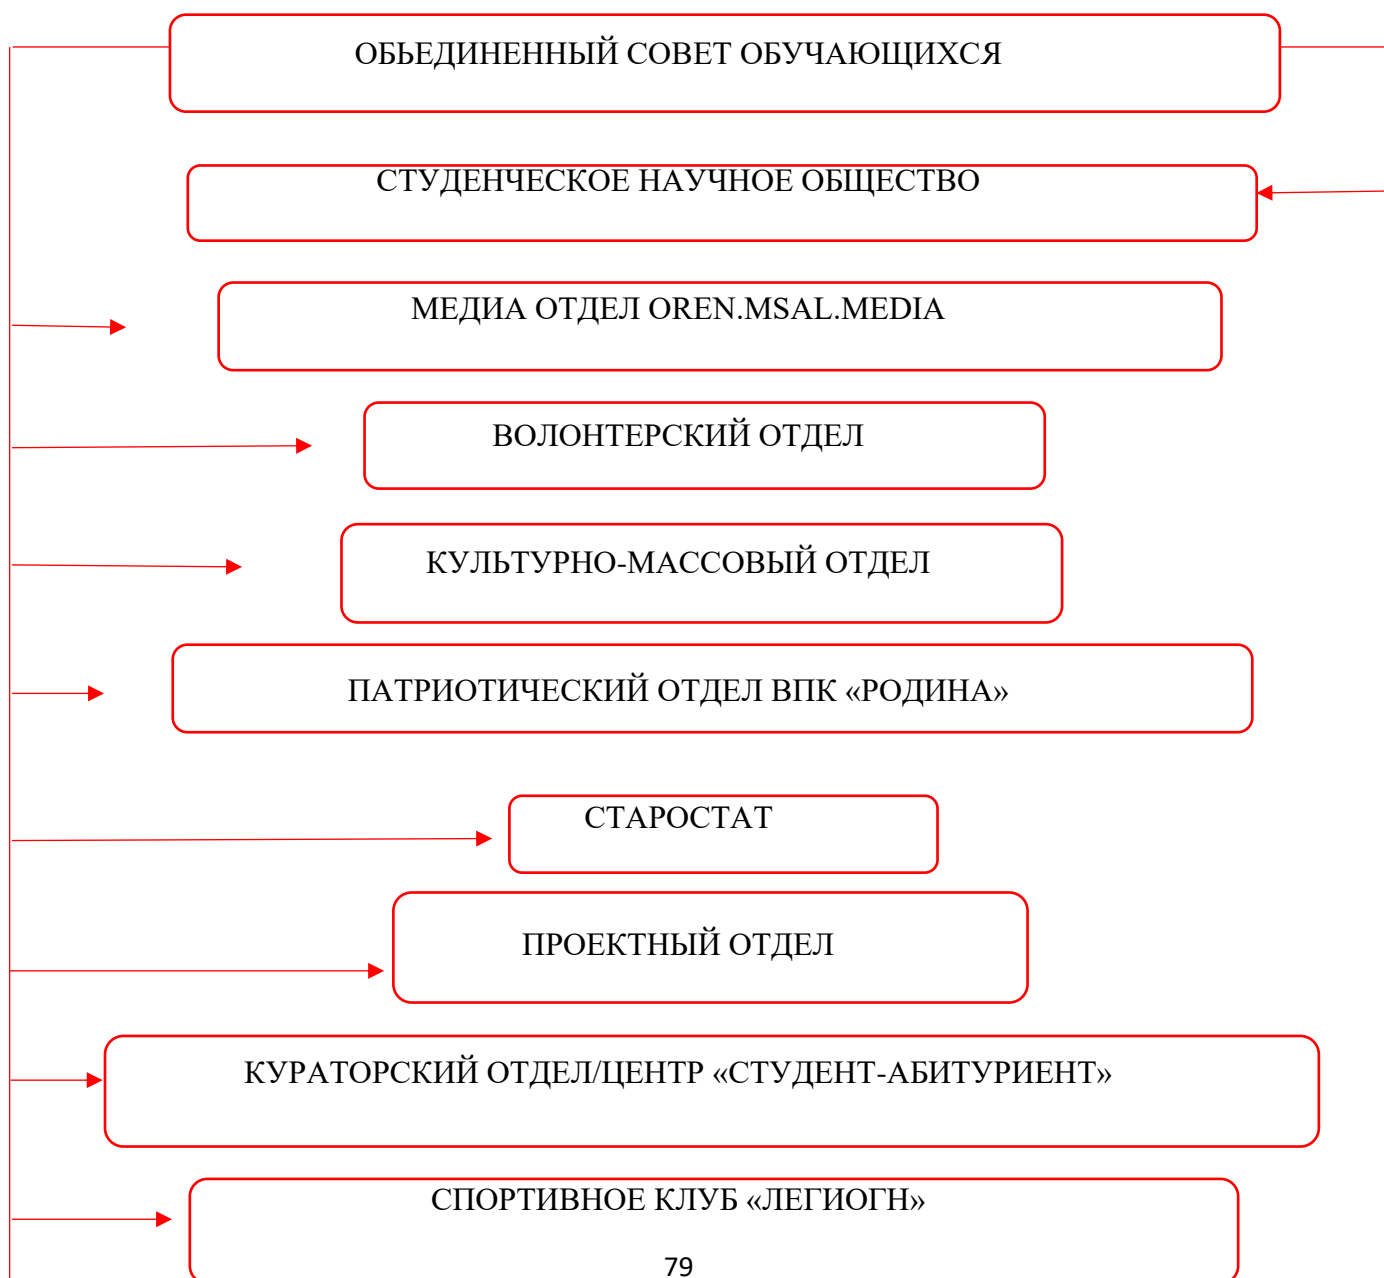 ОБЬЕДИНЕННЫЙ СОВЕТ ОБУЧАЮЩИХСЯ
СТУДЕНЧЕСКОЕ НАУЧНОЕ ОБЩЕСТВО
МЕДИА ОТДЕЛ OREN.MSAL.MEDIA
ВОЛОНТЕРСКИЙ ОТДЕЛ
КУЛЬТУРНО-МАССОВЫЙ ОТДЕЛ
ПАТРИОТИЧЕСКИЙ ОТДЕЛ ВПК «РОДИНА»
СТАРОСТАТ
ПРОЕКТНЫЙ ОТДЕЛ
КУРАТОРСКИЙ ОТДЕЛ/ЦЕНТР «СТУДЕНТ-АБИТУРИЕНТ»
СПОРТИВНОЕ КЛУБ «ЛЕГИОГН»
79